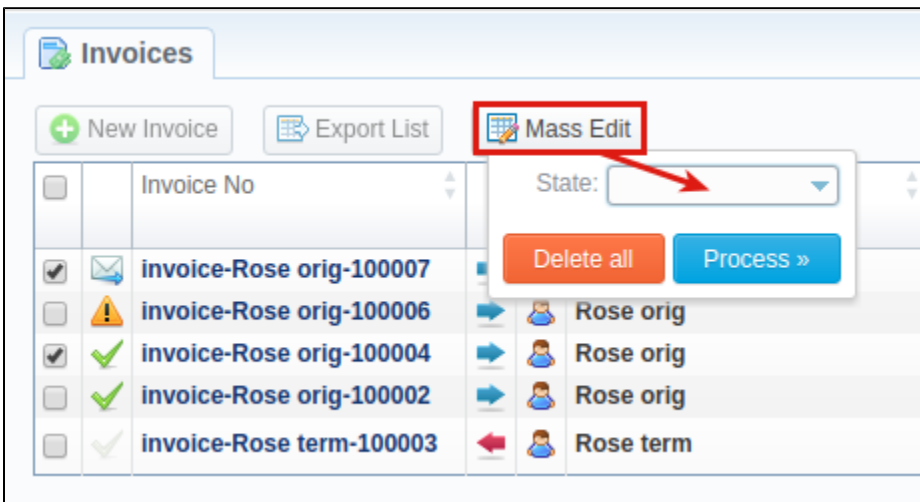 Invoices
New Invoice Export List Mass Edit
Invoice No State:
Delete all Process »
invoice-Rose orig-100007
invoice-Rose orig-100006 Rose orig
invoice-Rose orig-100004 Rose orig
invoice-Rose orig-100002 Rose orig
invoice-Rose term-100003 Rose term